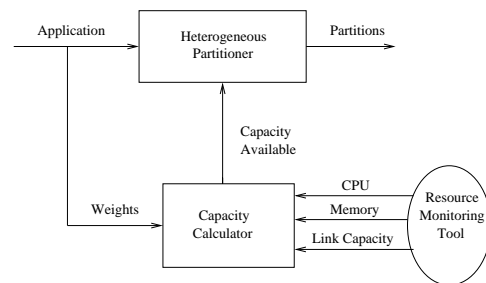 Application
Heterogeneous
Partitioner
Partitions
Capacity
Available
Weights
Capacity
Calculator
CPU
Memory
Link Capacity
Resource
Monitoring
Tool